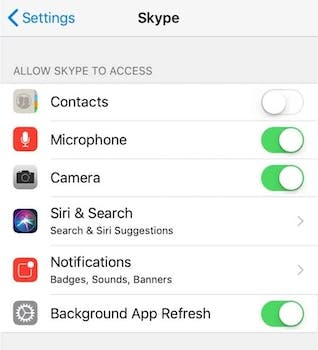 Settings
Skype
ALLOW SKYPE TO ACCESS
Contacts
Microphone
Camera
Siri & Search
Search & Siri Suggestions
Notifications
Badges, Sounds, Banners
Background App Refresh